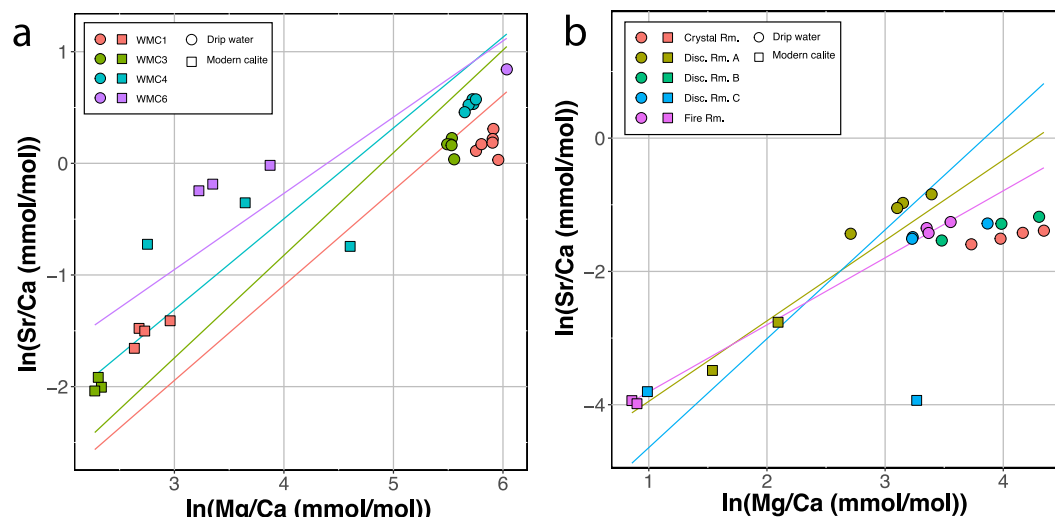 a
WMC1
WMC3
WMC4
WMC6
Drip water
Modern calite
1
0
−1
−2
3
4
5
6
ln(Sr/Ca (mmol/mol)
ln(Mg/Ca (mmol/mol))
b
Crystal Rm.
Disc. Rm. A
Disc. Rm. B
Disc. Rm. C
Fire Rm.
Drip water
Modern calite
0
−2
−4
1
2
3
4
ln(Sr/Ca (mmol/mol)
ln(Mg/Ca (mmol/mol))